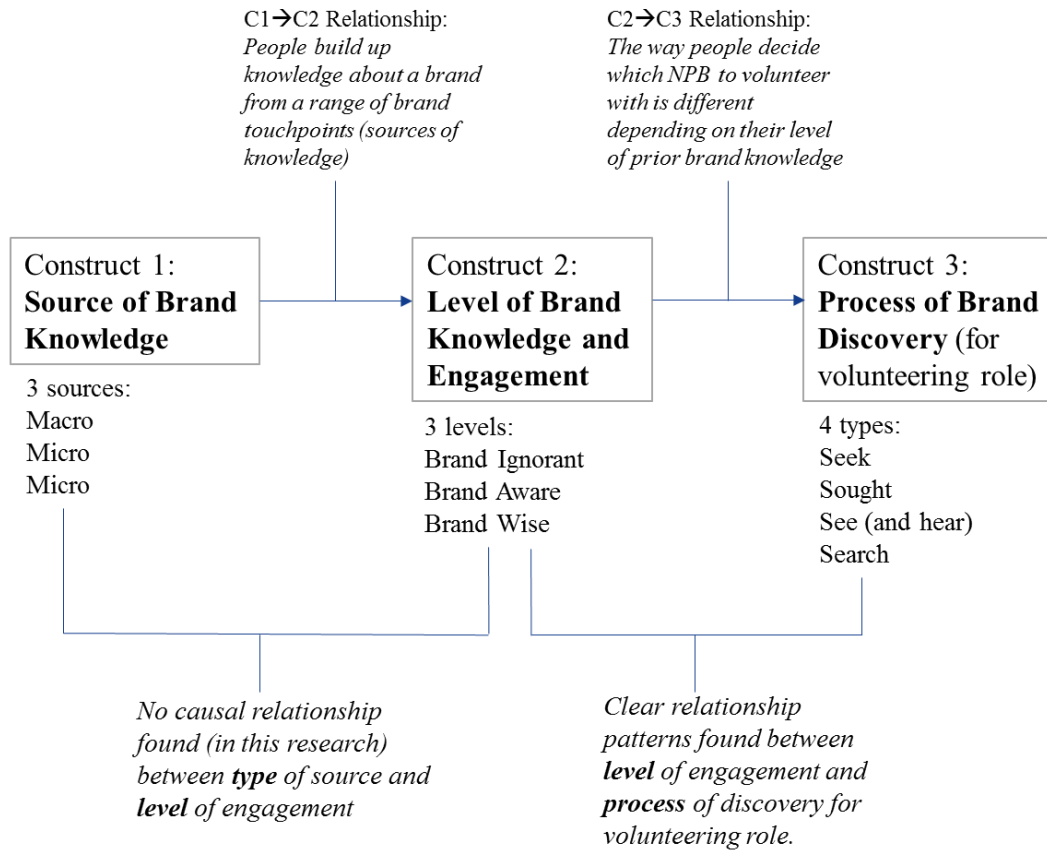 C1→C2 Relationship:
People build up
knowledge about a brand
from a range of brand
touchpoints (sources of
knowledge)
C2→C3 Relationship:
The way people decide
which NPB to volunteer
with is different
depending on their level
of prior brand knowledge
Construct 1:
Source of Brand
Knowledge
3 sources:
Macro
Micro
Micro
Construct 2:
Level of Brand
Knowledge and
Engagement
3 levels:
Brand Ignorant
Brand Aware
Brand Wise
Construct 3:
Process of Brand
Discovery (for
volunteering role)
4 types:
Seek
Sought
See (and hear)
Search
No causal relationship
found (in this research)
between type of source and
level of engagement
Clear relationship
patterns found between
level of engagement and
process of discovery for
volunteering role.